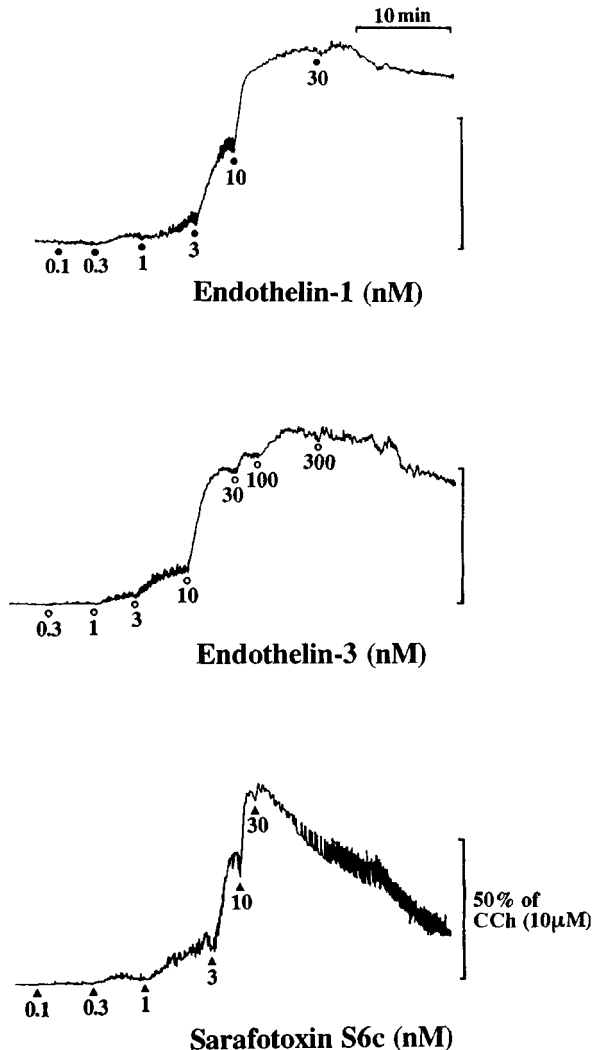 10 min
30
10
0.1 0.3 1 3
Endothelin-1 (nM)
30 100 300
10
0.3 1 3
Endothelin-3 (nM)
30
10
50% of
CCh (10μM)
3
0.1 0.3 1
Sarafotoxin S6c (nM)